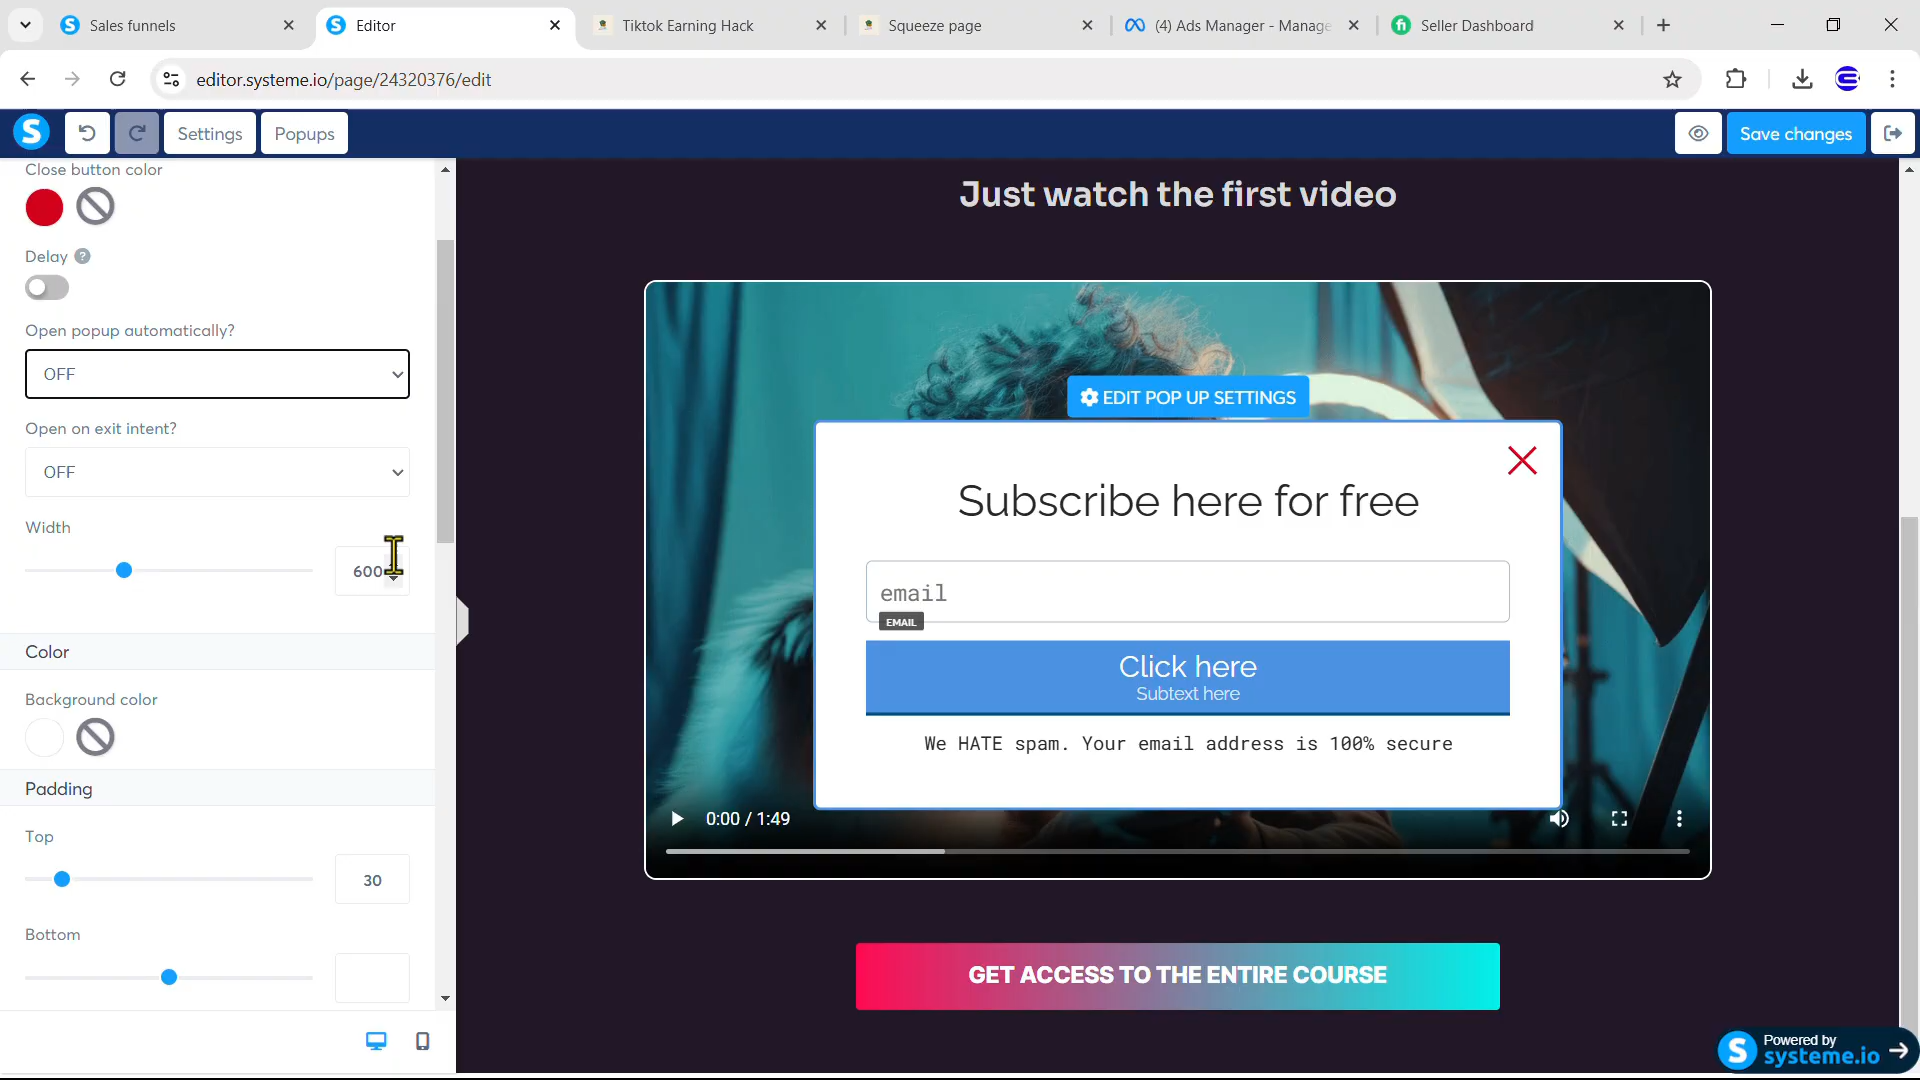 Sales funnels
Editor
Tiktok Earning Hack
Squeeze page
(4) Ads Manager - Manage
Seller Dashboard
editor.systeme.io/page/24320376/edit
Settings
Popups
Save changes
Close button color
Delay
Open popup automatically?
OFF
Open on exit intent?
OFF
Width
600
Color
Background color
Padding
Top
30
Bottom
Just watch the first video
EDIT POP UP SETTINGS
Subscribe here for free
email
EMAIL
Click here
Subtext here
We HATE spam. Your email address is 100% secure
0:00 / 1:49
GET ACCESS TO THE ENTIRE COURSE
Powered by
systeme.io